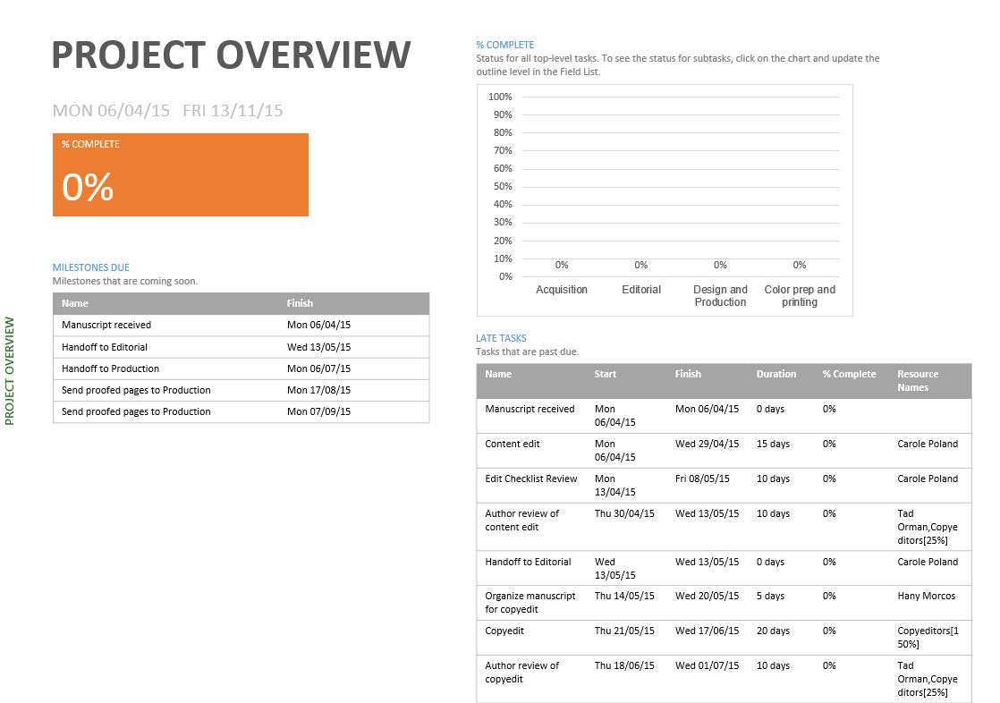 PROJECT OVERVIEW
MON 06/04/15 FRI 13/11/15
% COMPLETE
0%
MILESTONES DUE
Milestones that are coming soon.
Name Finish
Manuscript received Mon 06/04/15
Handoff to Editorial Wed 13/05/15
Handoff to Production Mon 06/07/15
Send proofed pages to Production Mon 17/08/15
Send proofed pages to Production Mon 07/09/15
PROJECT OVERVIEW
% COMPLETE
Status for all top-level tasks. To see the status for subtasks, click on the chart and update the
outline level in the Field List.
100%
90%
80%
70%
60%
50%
40%
30%
20%
10%
0%
0% 0% 0% 0%
Acquisition Editorial Design and Color prep and
Production printing
LATE TASKS
Tasks that are past due.
Name Start Finish Duration % Complete Resource
Names
Manuscript received Mon Mon 06/04/15 0 days 0%
06/04/15
Content edit Mon Wed 29/04/15 15 days 0% Carole Poland
06/04/15
Edit Checklist Review Mon Fri 08/05/15 10 days 0% Carole Poland
13/04/15
Author review of Thu 30/04/15 Wed 13/05/15 10 days 0% Tad
content edit Orman,Copye
ditors[25%]
Handoff to Editorial Wed Wed 13/05/15 0 days 0% Carole Poland
13/05/15
Organize manuscript Thu 14/05/15 Wed 20/05/15 5 days 0% Hany Morcos
for copyedit
Copyedit Thu 21/05/15 Wed 17/06/15 20 days 0% Copyeditors[1
50%]
Author review of Thu 18/06/15 Wed 01/07/15 10 days 0% Tad
copyedit Orman,Copye
ditors[25%]